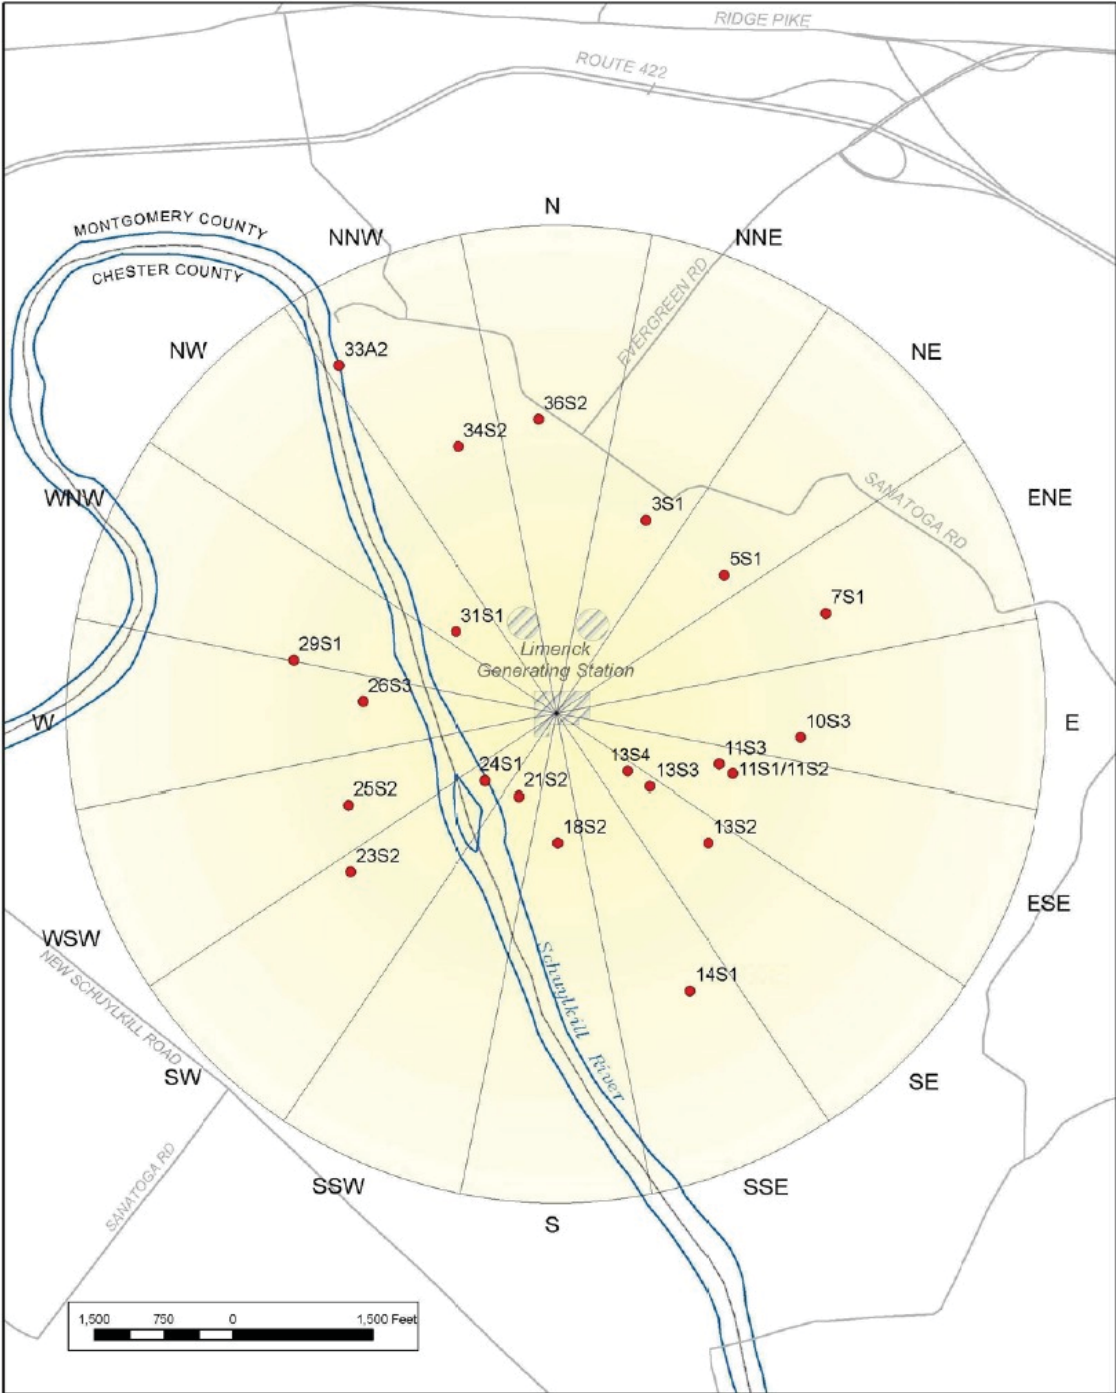 RIDGE PIKE
ROUTE 422
N
MONTGOMERY COUNTY
NNW
NNE
CHESTER COUNTY
EVERGREEN RD
NW
33A2
NE
36S2
34S2
WNW
3S1
SANATOGA RD
ENE
5S1
7S1
31S1
29S1
Limerick
Generating Station
26S3
W
10S3
E
11S3
13S4
24S1
13S3
11S1/11S2
21S2
25S2
18S2
13S2
23S2
ESE
WSW
NEW SCHUYLKILL ROAD
Schuylkill River
14S1
SW
SE
SANATOGA RD
SSW
SSE
S
1,500 750 0 1,500 Feet